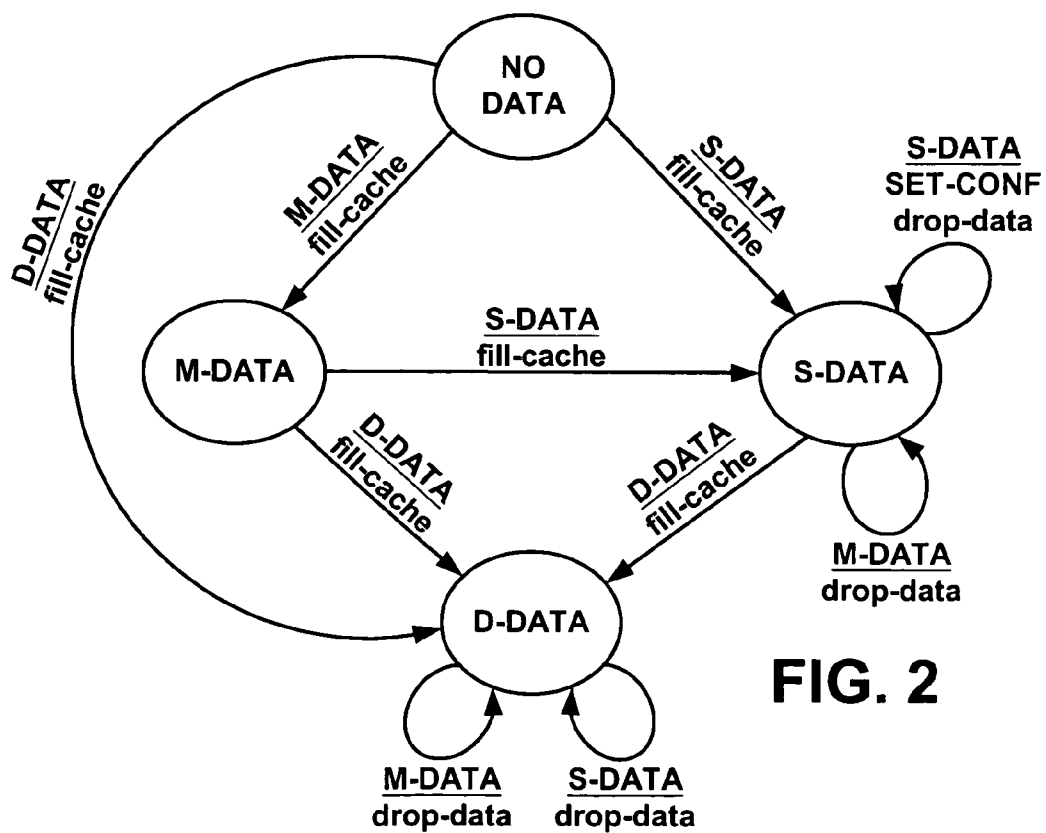 NO
DATA
D-DATA
fill-cache
M-DATA
fill-cache
S-DATA
fill-cache
S-DATA
SET-CONF
drop-data
M-DATA
S-DATA
fill-cache
S-DATA
D-DATA
fill-cache
D-DATA
fill-cache
M-DATA
drop-data
D-DATA
FIG. 2
M-DATA
drop-data
S-DATA
drop-data